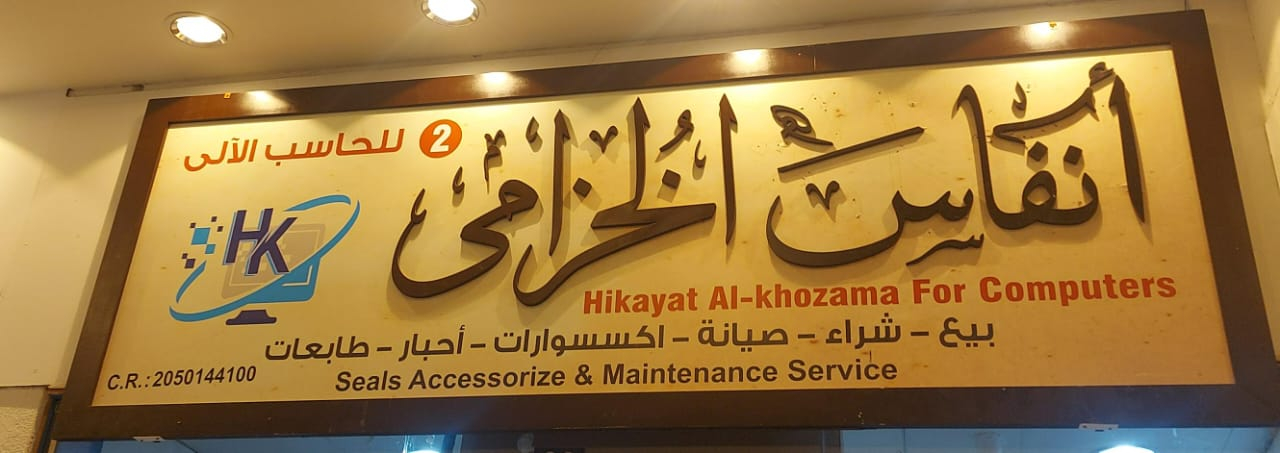 أنفاس الخزامى
2 للحاسب الآلى
HK
Hikayat Al-khozama For Computers
بيع - شراء - صيانة - اكسسوارات - أحبار - طابعات
C.R.: 2050144100
Seals Accessorize & Maintenance Service